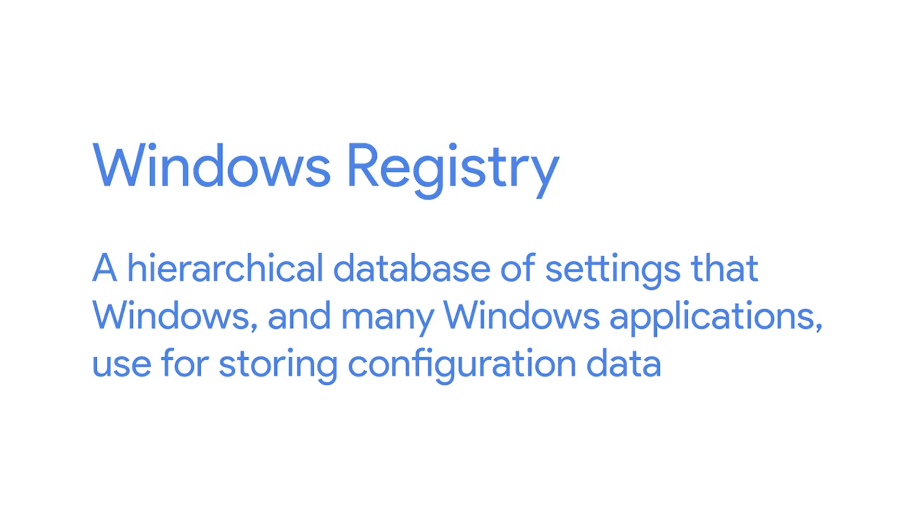 Windows Registry
A hierarchical database of settings that
Windows, and many Windows applications,
use for storing configuration data